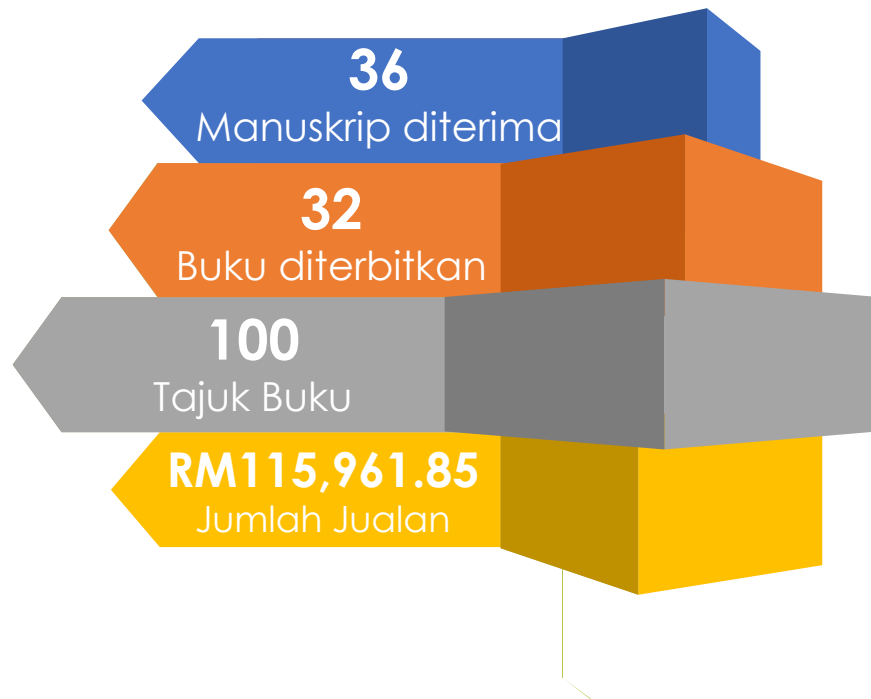 36
Manuskrip diterima
32
Buku diterbitkan
100
Tajuk Buku
RM115,961.85
Jumlah Jualan